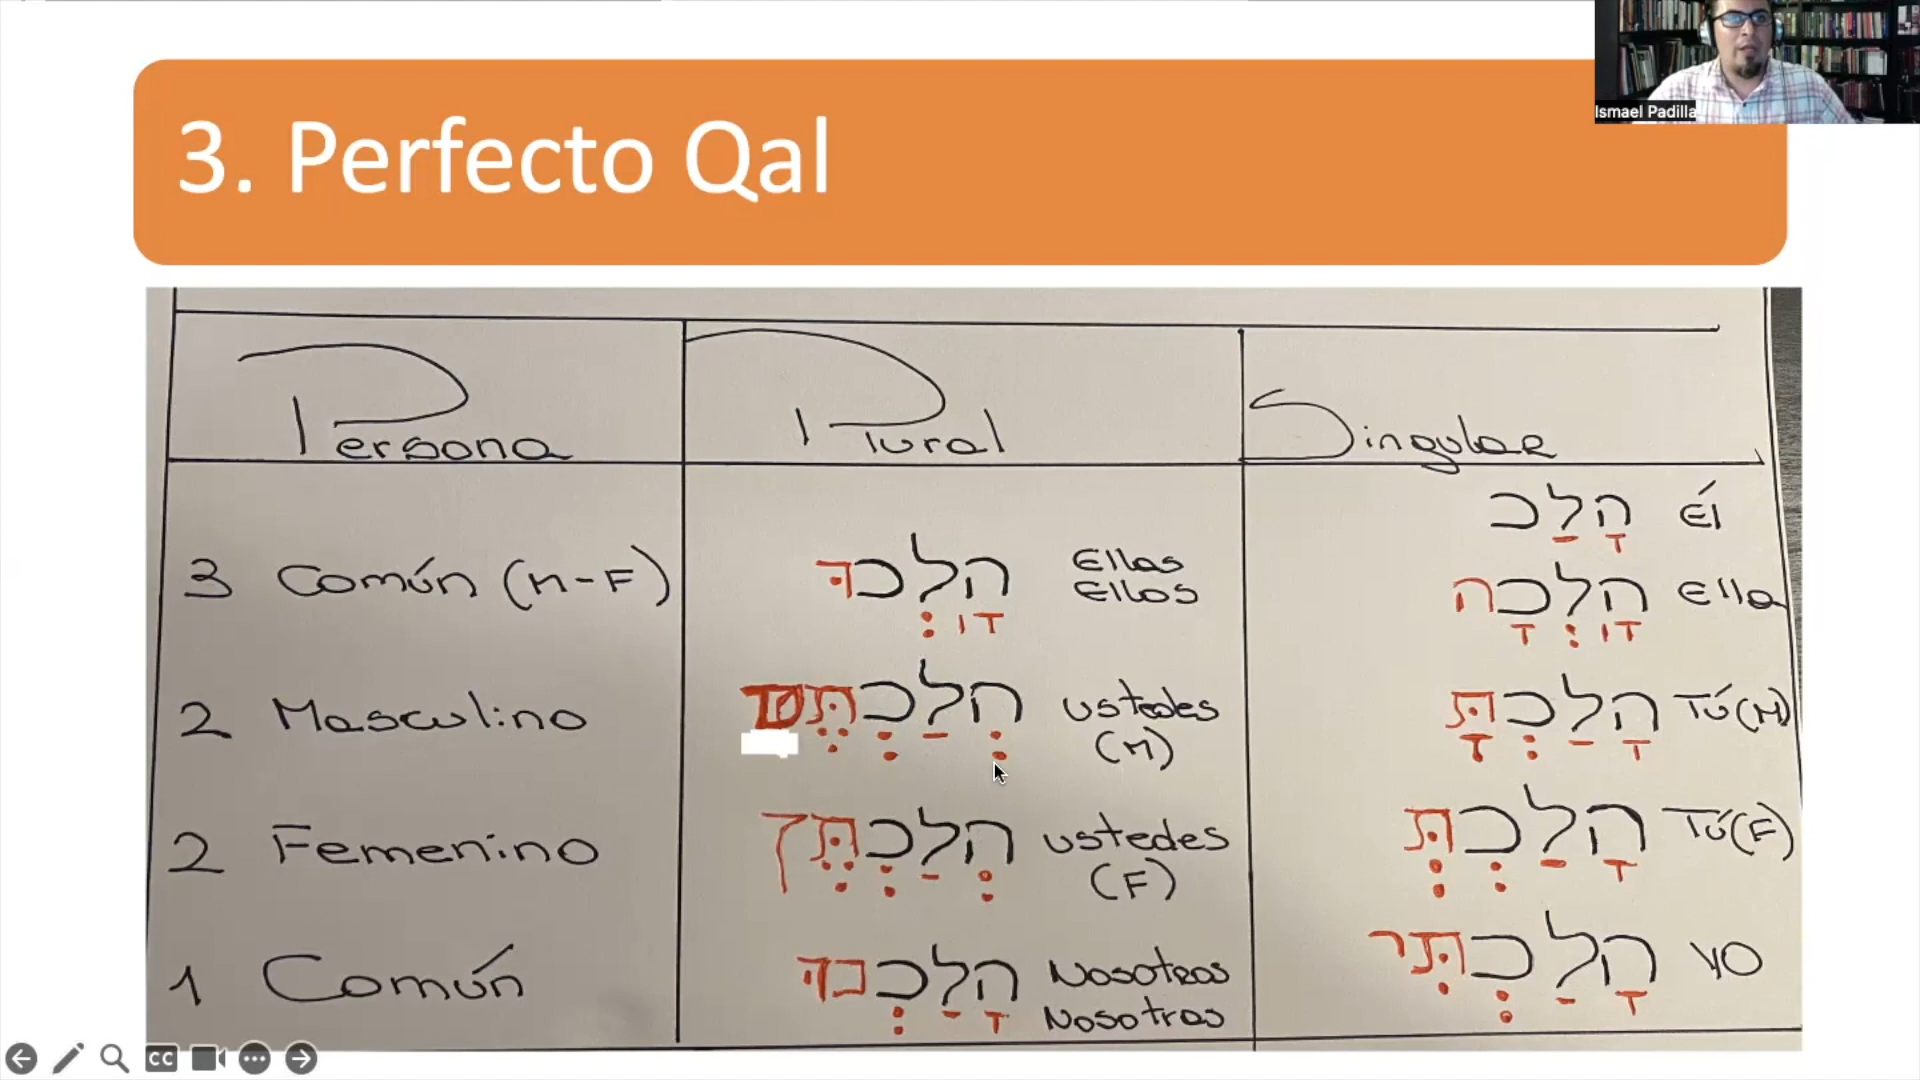 Ismael Padilla
3. Perfecto Qal
Persona Plural Singular
הָלַכ Él
3 Común (M-F) הָלְכוּ Ellas Ellos הָלְכָה Ella
2 Masculino הְלַכְתֶּם ustedes (M) הָלַכְתָּ Tú(M)
2 Femenino הְלַכְתֶּן ustedes (F) הָלַכְתְּ Tú(F)
1 Común הָלַכְנוּ Nosotros Nosotras הָלַכְתִּי YO
CC